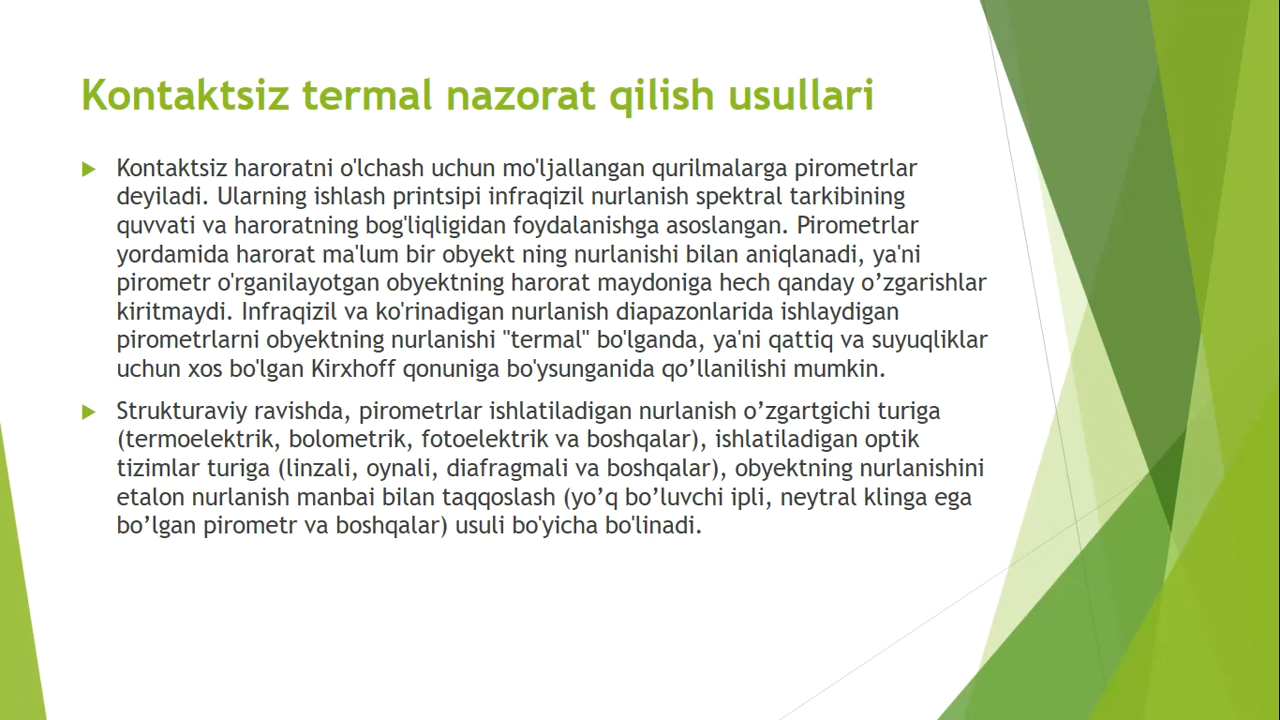 Kontaktsiz termal nazorat qilish usullari
Kontaktsiz haroratni o'lchash uchun mo'ljallangan qurilmalarga pirometrlar
deyiladi. Ularning ishlash printsipi infraqizil nurlanish spektral tarkibining
quvvati va haroratning bog'liqligidan foydalanishga asoslangan. Pirometrlar
yordamida harorat ma'lum bir obyekt ning nurlanishi bilan aniqlanadi, ya'ni
pirometr o'rganilayotgan obyektning harorat maydoniga hech qanday o’zgarishlar
kiritmaydi. Infraqizil va ko'rinadigan nurlanish diapazonlarida ishlaydigan
pirometrlarni obyektning nurlanishi "termal" bo'lganda, ya'ni qattiq va suyuqliklar
uchun xos bo'lgan Kirxhoff qonuniga bo'ysunganida qo’llanilishi mumkin.
Strukturaviy ravishda, pirometrlar ishlatiladigan nurlanish o’zgartgichi turiga
(termoelektrik, bolometrik, fotoelektrik va boshqalar), ishlatiladigan optik
tizimlar turiga (linzali, oynali, diafragmali va boshqalar), obyektning nurlanishini
etalon nurlanish manbai bilan taqqoslash (yo’q bo’luvchi ipli, neytral klinga ega
bo’lgan pirometr va boshqalar) usuli bo'yicha bo'linadi.